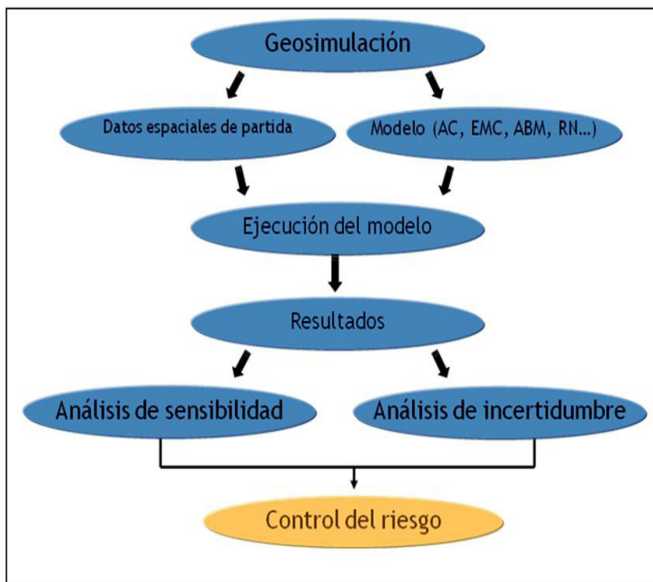 Geosimulación
Datos espaciales de partida
Modelo (AC, EMC, ABM, RN...)
Ejecución del modelo
Resultados
Análisis de sensibilidad
Análisis de incertidumbre
Control del riesgo